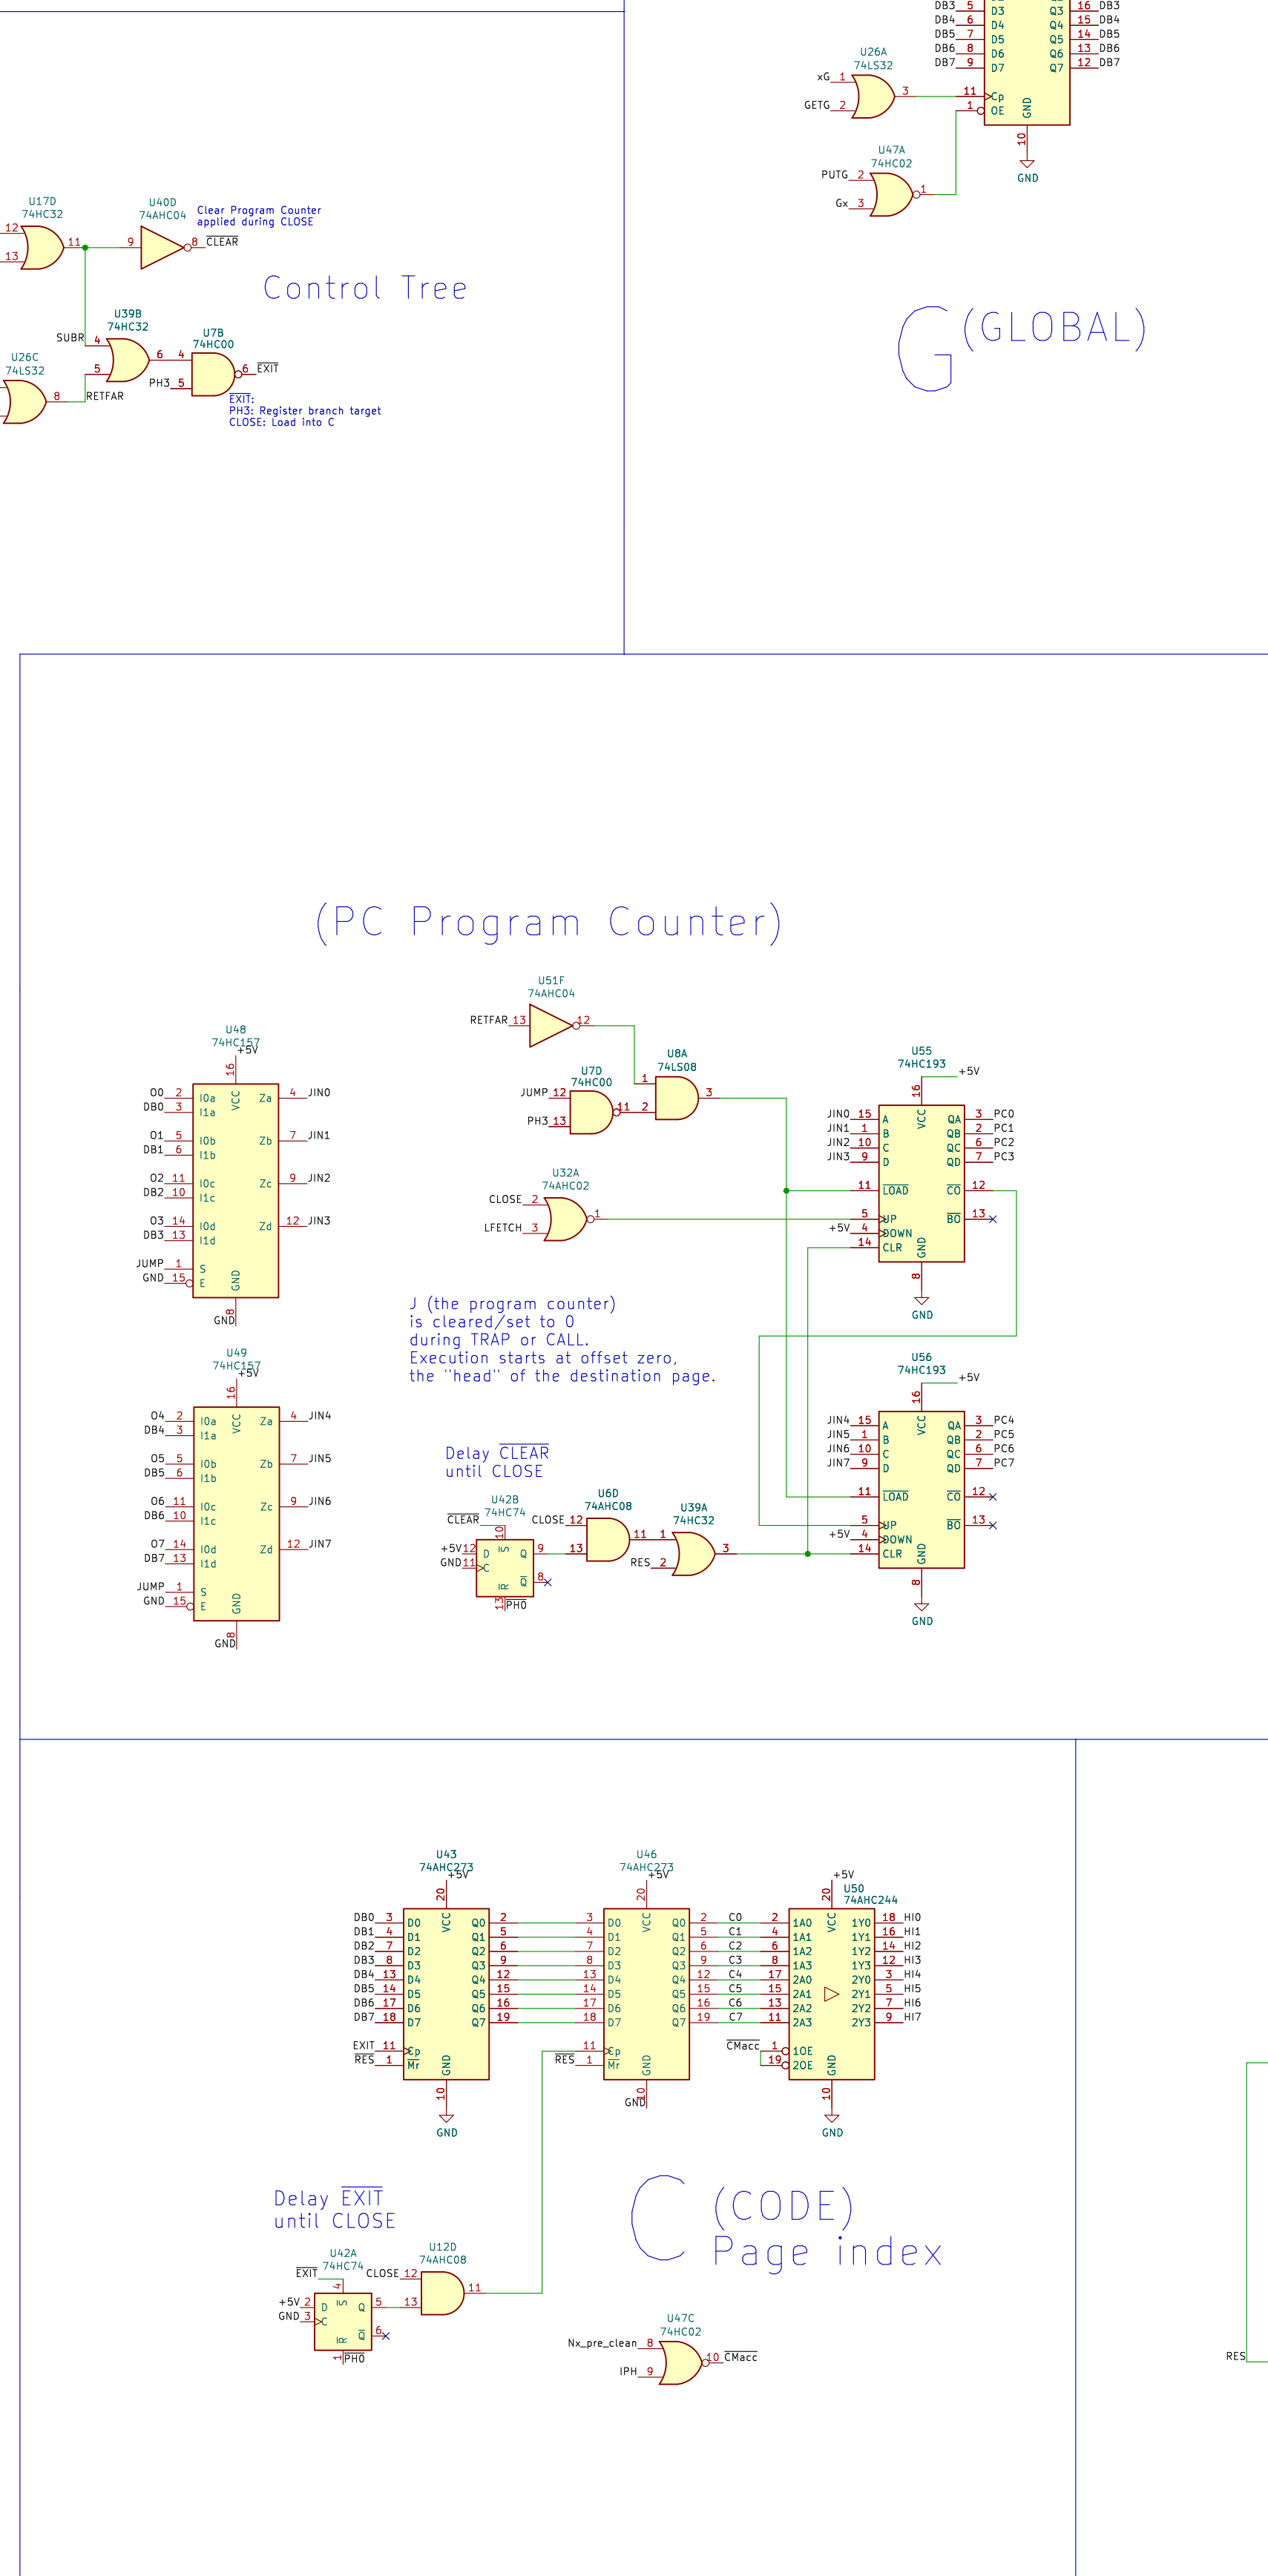 DB3 5 D3 Q3 16 DB3
DB4 6 D4 Q4 15 DB4
DB5 7 D5 Q5 14 DB5
DB6 8 D6 Q6 13 DB6
DB7 9 D7 Q7 12 DB7
U26A
74LS32
xG 1
GETG 2
3
11 Cp
1 OE
GND
10
GND
U47A
74HC02
PUTG 2
Gx 3
1
U17D
74HC32
12
13
11
U40D
74AHC04
9
8 CLEAR
Clear Program Counter
applied during CLOSE
Control Tree
G (GLOBAL)
U39B
74HC32
SUBR 4
5
6
U7B
74HC00
4
PH3 5
6 EXIT
U26C
74LS32
8
RETFAR
EXIT:
PH3: Register branch target
CLOSE: Load into C
(PC Program Counter)
U48
74HC157
+5V
16
VCC
O0 2 I0a Za 4 JIN0
DB0 3 I1a
O1 5 I0b Zb 7 JIN1
DB1 6 I1b
O2 11 I0c Zc 9 JIN2
DB2 10 I1c
O3 14 I0d Zd 12 JIN3
DB3 13 I1d
JUMP 1 S
GND 15 E
GND
8
GND
U49
74HC157
+5V
16
VCC
O4 2 I0a Za 4 JIN4
DB4 3 I1a
O5 5 I0b Zb 7 JIN5
DB5 6 I1b
O6 11 I0c Zc 9 JIN6
DB6 10 I1c
O7 14 I0d Zd 12 JIN7
DB7 13 I1d
JUMP 1 S
GND 15 E
GND
8
GND
U51F
74AHC04
RETFAR 13
12
U8A
74LS08
1
2
3
U7D
74HC00
JUMP 12
PH3 13
11
U32A
74AHC02
CLOSE 2
LFETCH 3
1
U55
74HC193
+5V
16
VCC
JIN0 15 A QA 3 PC0
JIN1 1 B QB 2 PC1
JIN2 10 C QC 6 PC2
JIN3 9 D QD 7 PC3
11 LOAD CO 12
5 UP BO 13
+5V 4 DOWN
14 CLR
GND
8
GND
J (the program counter)
is cleared/set to 0
during TRAP or CALL.
Execution starts at offset zero,
the "head" of the destination page.
U56
74HC193
+5V
16
VCC
JIN4 15 A QA 3 PC4
JIN5 1 B QB 2 PC5
JIN6 10 C QC 6 PC6
JIN7 9 D QD 7 PC7
11 LOAD CO 12
5 UP BO 13
+5V 4 DOWN
14 CLR
GND
8
GND
Delay CLEAR
until CLOSE
U42B
74HC74
CLEAR
10
S
+5V 12 D Q 9
GND 11 C Q 8
R
13
PH0
U6D
74AHC08
CLOSE 12
13
11
U39A
74HC32
1
RES 2
3
U43
74AHC273
+5V
20
VCC
DB0 3 D0 Q0 2
DB1 4 D1 Q1 5
DB2 7 D2 Q2 6
DB3 8 D3 Q3 9
DB4 13 D4 Q4 12
DB5 14 D5 Q5 15
DB6 17 D6 Q6 16
DB7 18 D7 Q7 19
EXIT 11 Cp
RES 1 Mr
GND
10
GND
U46
74AHC273
+5V
20
VCC
3 D0 Q0 2 C0
4 D1 Q1 5 C1
7 D2 Q2 6 C2
8 D3 Q3 9 C3
13 D4 Q4 12 C4
14 D5 Q5 15 C5
17 D6 Q6 16 C6
18 D7 Q7 19 C7
11 Cp
RES 1 Mr
GND
10
GND
+5V
U50
74AHC244
20
VCC
2 1A0 1Y0 18 HI0
4 1A1 1Y1 16 HI1
6 1A2 1Y2 14 HI2
8 1A3 1Y3 12 HI3
17 2A0 2Y0 3 HI4
15 2A1 2Y1 5 HI5
13 2A2 2Y2 7 HI6
11 2A3 2Y3 9 HI7
CMacc 1 1OE
19 2OE
GND
10
GND
Delay EXIT
until CLOSE
C (CODE)
Page index
U42A
74HC74
EXIT
4
S
+5V 2 D Q 5
GND 3 C Q 6
R
1
PH0
U12D
74AHC08
CLOSE 12
13
11
U47C
74HC02
Nx_pre_clean 8
IPH 9
10 CMacc
RES